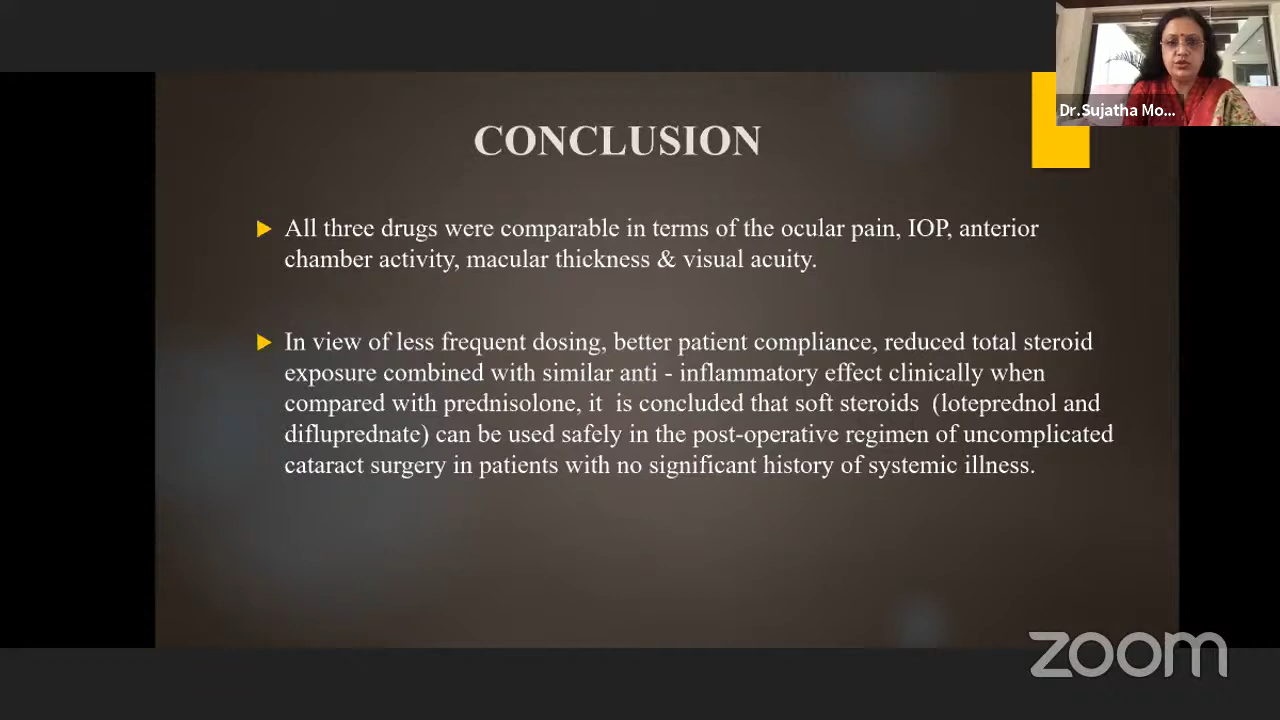 Dr.Sujatha Mo...
CONCLUSION
All three drugs were comparable in terms of the ocular pain, IOP, anterior
chamber activity, macular thickness & visual acuity.
In view of less frequent dosing, better patient compliance, reduced total steroid
exposure combined with similar anti - inflammatory effect clinically when
compared with prednisolone, it  is concluded that soft steroids  (loteprednol and
difluprednate) can be used safely in the post-operative regimen of uncomplicated
cataract surgery in patients with no significant history of systemic illness.
zoom